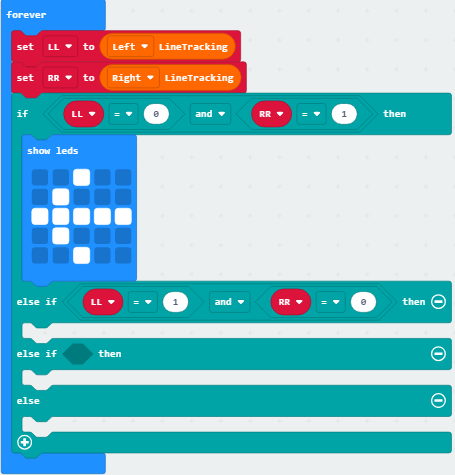 forever
set LL to Left LineTracking
set RR to Right LineTracking
if LL = 0 and RR = 1 then
show leds
else if LL = 1 and RR = 0 then
else if then
else